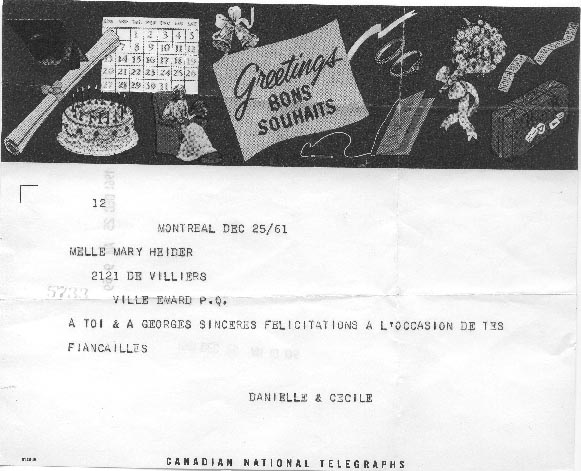 Greetings
BONS
SOUHAITS
12
MONTREAL DEC 25/61
MELLE MARY HEIDER
2121 DE VILLIERS
5733
VILLE EMARD P.Q.
A TOI & A GEORGES SINCERES FELICITATIONS A L'OCCASION DE TES
FIANCAILLES
DANIELLE & CECILE
CANADIAN NATIONAL TELEGRAPHS